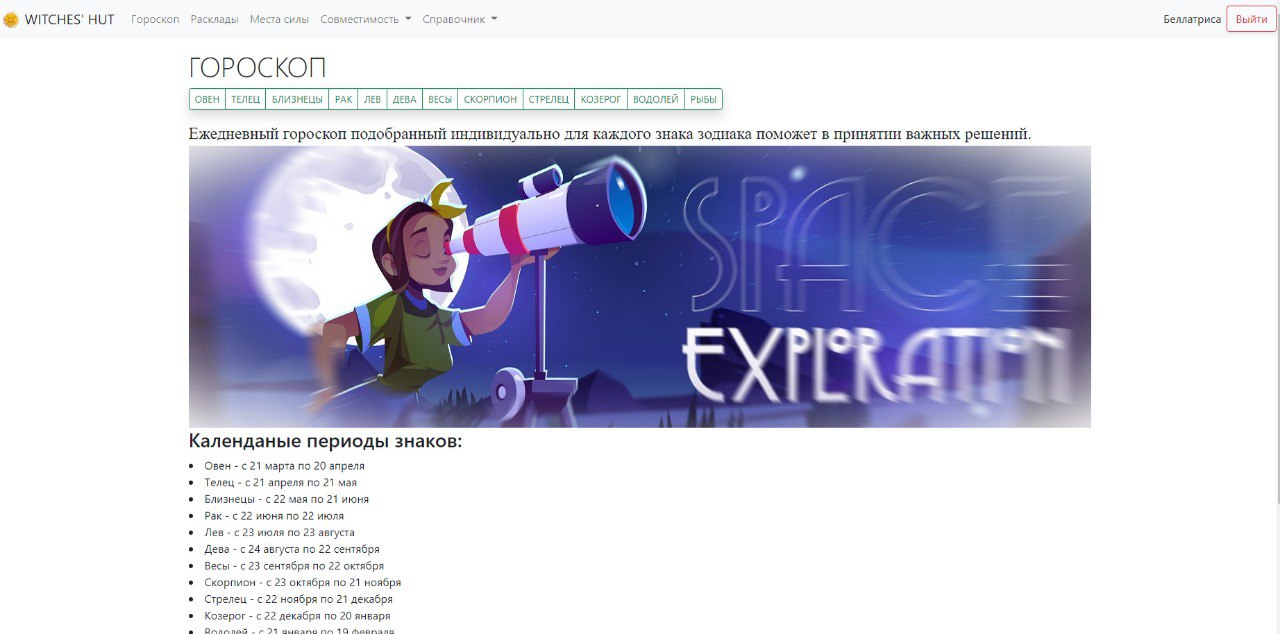 WITCHES' HUT Гороскоп Расклады Места силы Совместимость Справочник Беллатриса Выйти
ГОРОСКОП
ОВЕН ТЕЛЕЦ БЛИЗНЕЦЫ РАК ЛЕВ ДЕВА ВЕСЫ СКОРПИОН СТРЕЛЕЦ КОЗЕРОГ ВОДОЛЕЙ РЫБЫ
Ежедневный гороскоп подобранный индивидуально для каждого знака зодиака поможет в принятии важных решений.
SPACE
EXPLORATION
Календаные периоды знаков:
Овен - с 21 марта по 20 апреля
Телец - с 21 апреля по 21 мая
Близнецы - с 22 мая по 21 июня
Рак - с 22 июня по 22 июля
Лев - с 23 июля по 23 августа
Дева - с 24 августа по 22 сентября
Весы - с 23 сентября по 22 октября
Скорпион - с 23 октября по 21 ноября
Стрелец - с 22 ноября по 21 декабря
Козерог - с 22 декабря по 20 января
Водолей - с 21 января по 19 февраля